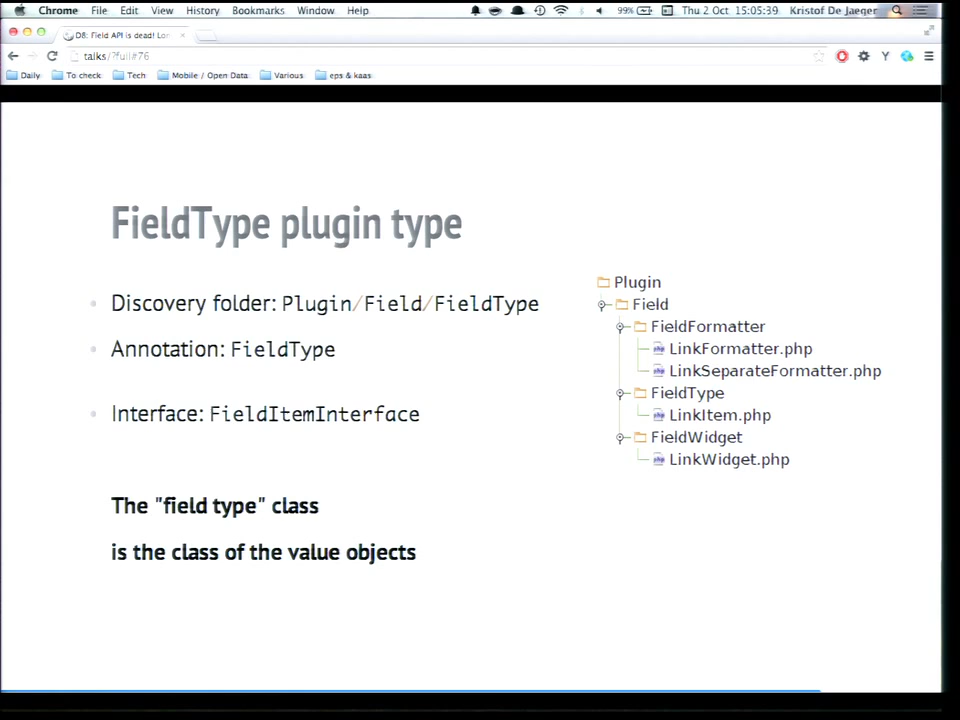 Chrome File Edit View History Bookmarks Window Help 99% Thu 2 Oct 15:05:39 Kristof De Jaeger
D8: Field API is dead! Lon
talks/?full#76
Daily To check Tech Mobile / Open Data Various eps & kaas
FieldType plugin type
Discovery folder: Plugin/Field/FieldType
Annotation: FieldType
Interface: FieldItemInterface
The "field type" class
is the class of the value objects
Plugin
Field
FieldFormatter
LinkFormatter.php
LinkSeparateFormatter.php
FieldType
LinkItem.php
FieldWidget
LinkWidget.php